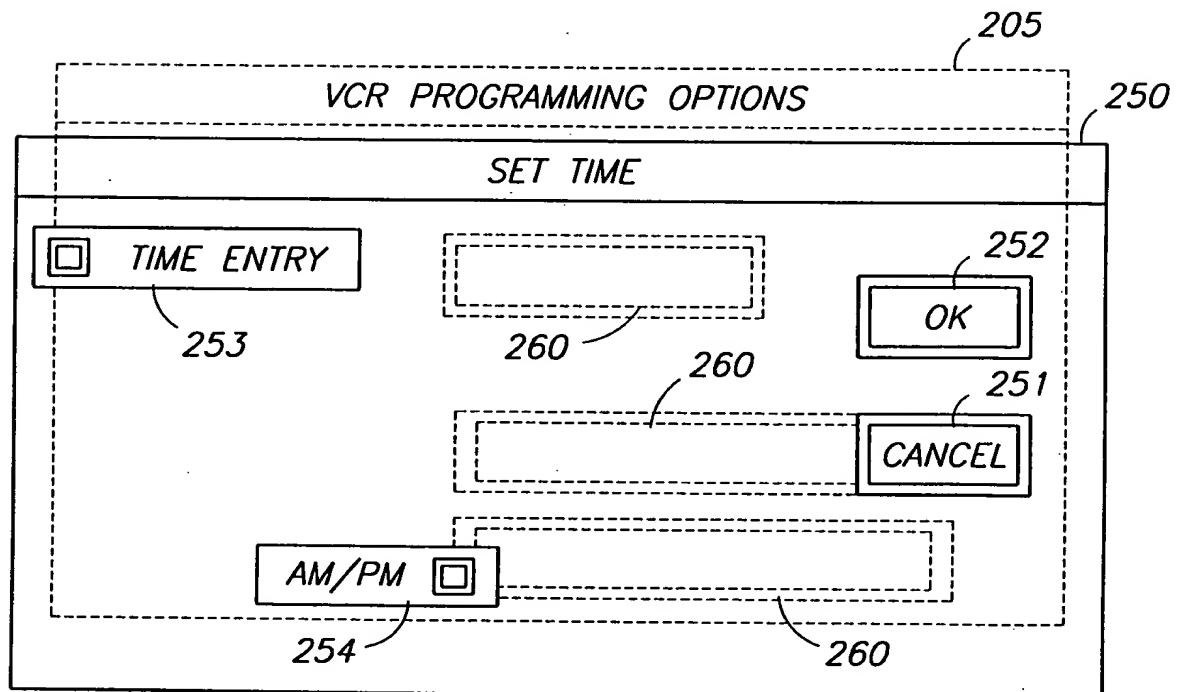 205
VCR PROGRAMMING OPTIONS
250
SET TIME
TIME ENTRY
252
OK
253
260
260
251
CANCEL
AM/PM
254
260